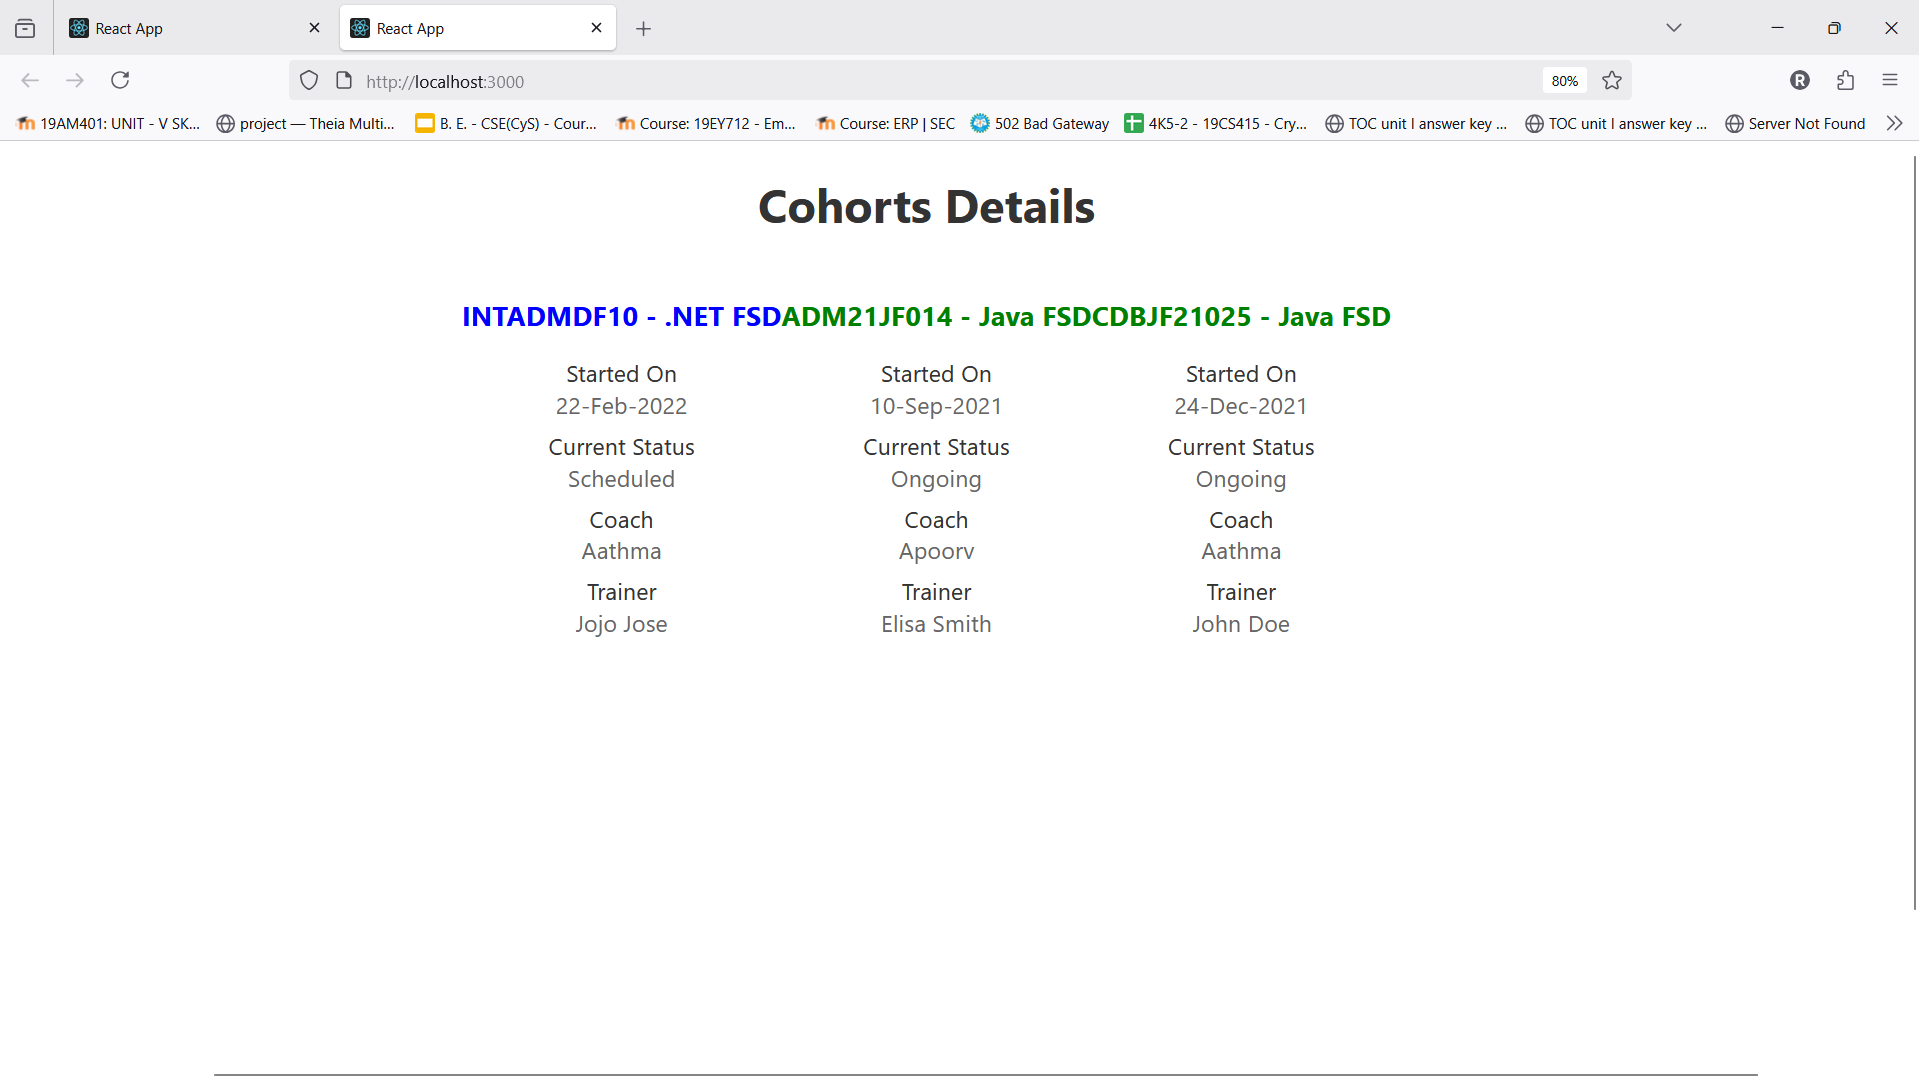 React App
React App
http://localhost:3000
80%
R
19AM401: UNIT - V SK...
project — Theia Multi...
B. E. - CSE(CyS) - Cour...
Course: 19EY712 - Em...
Course: ERP | SEC
502 Bad Gateway
4K5-2 - 19CS415 - Cry...
TOC unit I answer key ...
TOC unit I answer key ...
Server Not Found
Cohorts Details
INTADMDF10 - .NET FSD
Started On
22-Feb-2022
Current Status
Scheduled
Coach
Aathma
Trainer
Jojo Jose
ADM21JF014 - Java FSD
Started On
10-Sep-2021
Current Status
Ongoing
Coach
Apoorv
Trainer
Elisa Smith
CDBJF21025 - Java FSD
Started On
24-Dec-2021
Current Status
Ongoing
Coach
Aathma
Trainer
John Doe